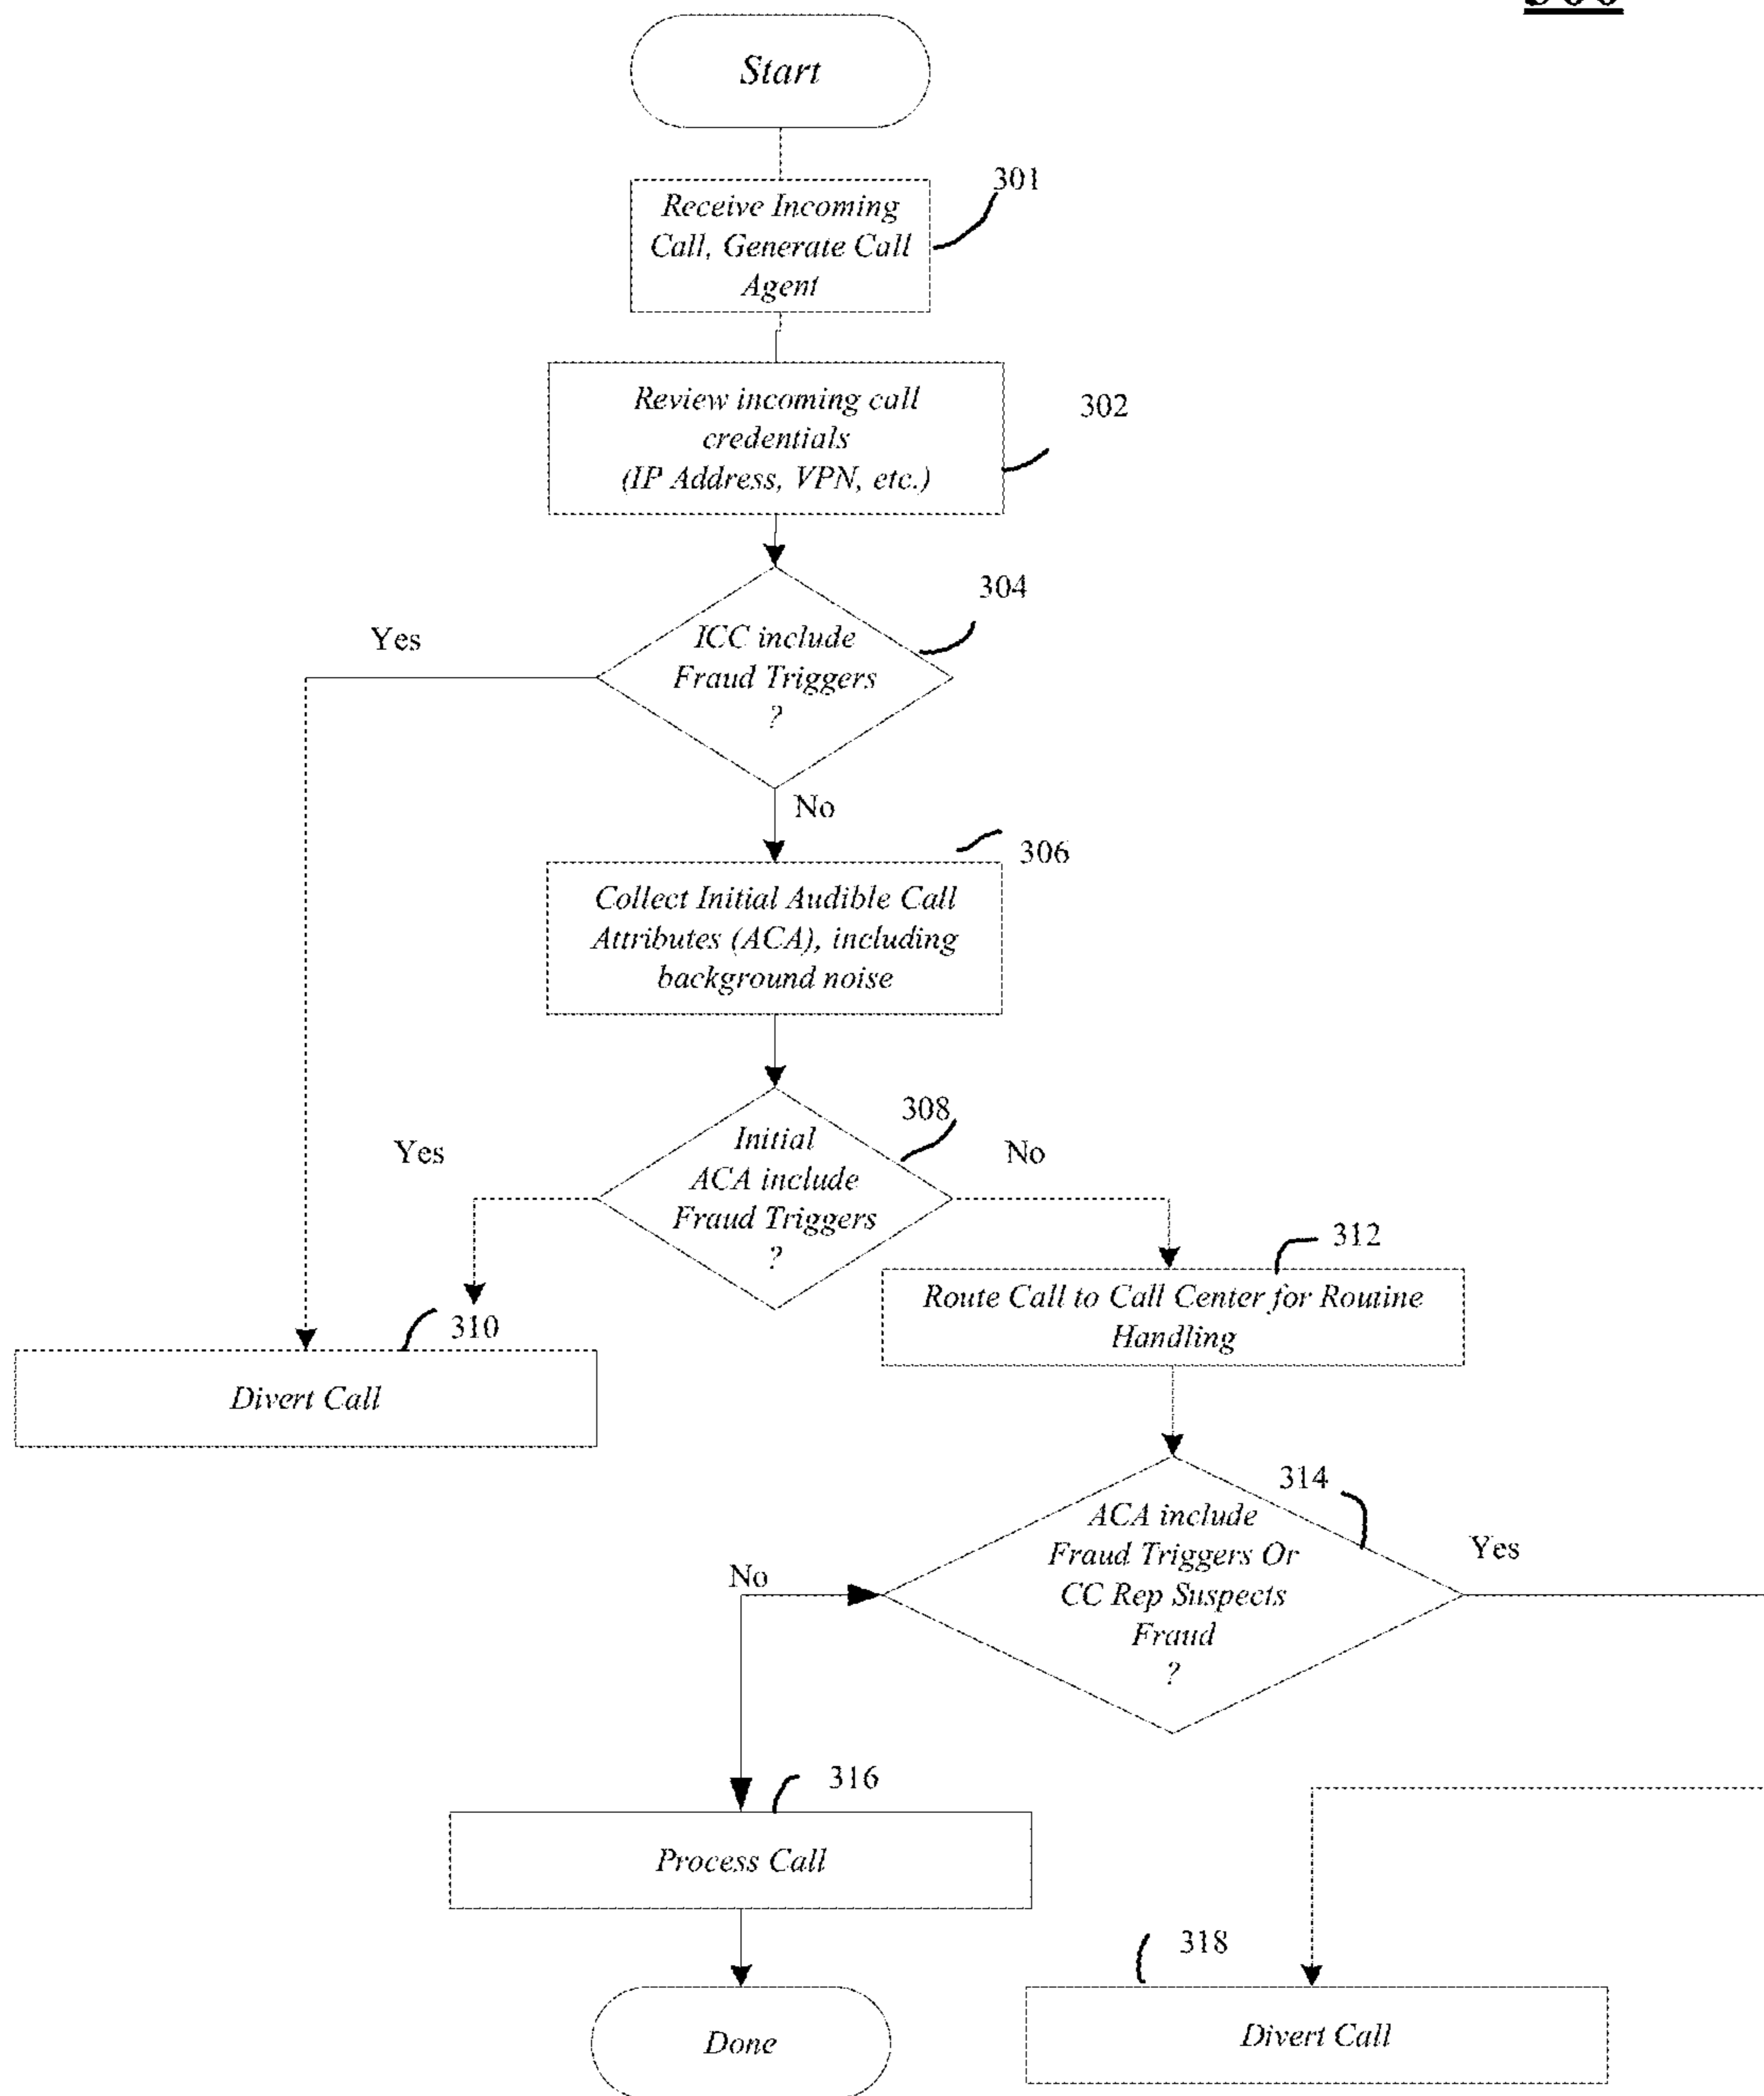 Start
301
Receive Incoming
Call, Generate Call
Agent
Review incoming call
credentials
(IP Address, VPN, etc.)
302
304
Yes
ICC include
Fraud Triggers
?
No
306
Collect Initial Audible Call
Attributes (ACA), including
background noise
308
Yes
No
Initial
ACA include
Fraud Triggers
?
312
Route Call to Call Center for Routine
Handling
310
Divert Call
314
ACA include
Fraud Triggers Or
CC Rep Suspects
Fraud
?
Yes
No
316
Process Call
318
Done
Divert Call